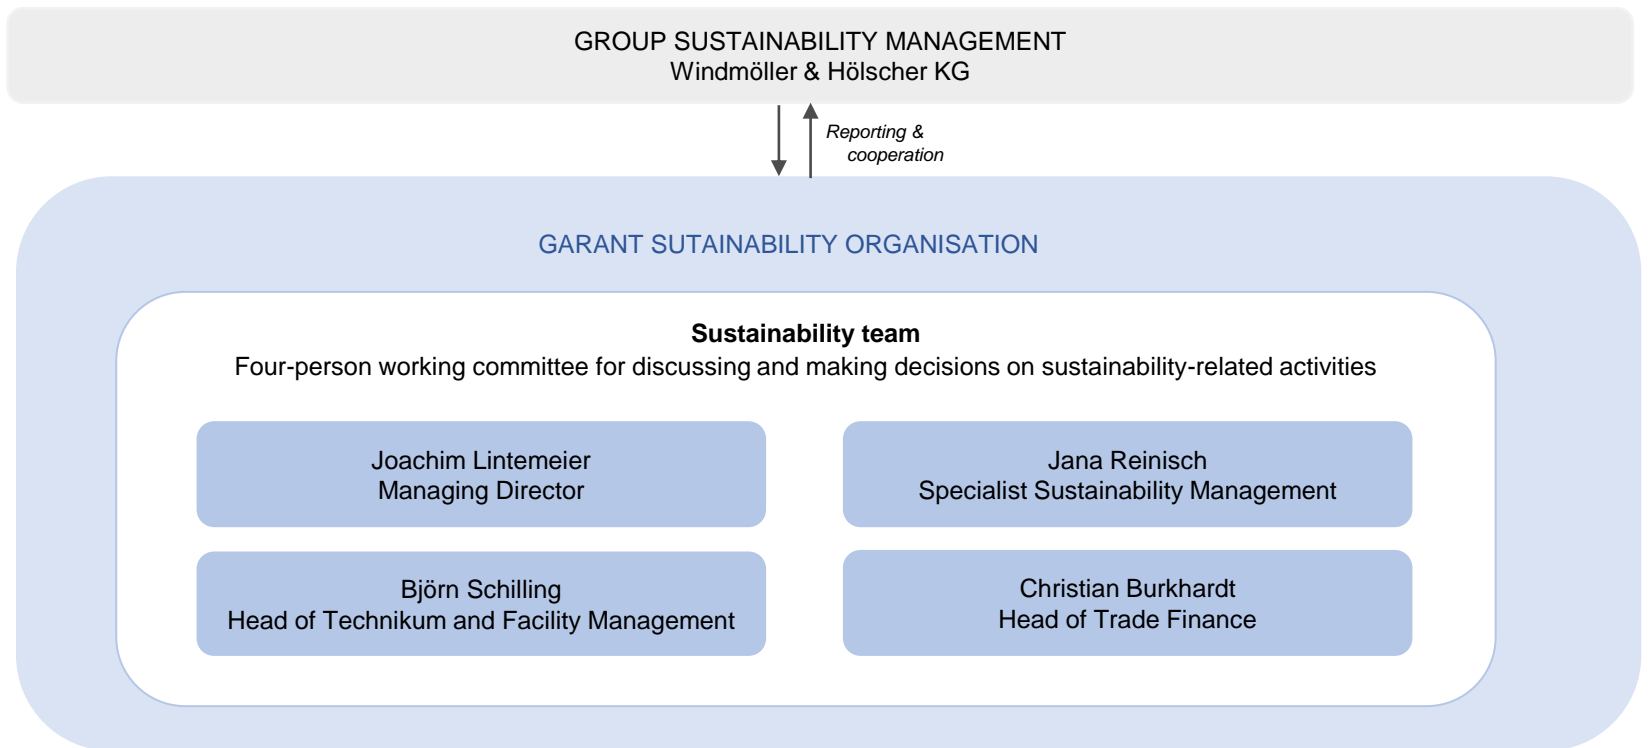 GROUP SUSTAINABILITY MANAGEMENT
Windmöller & Hölscher KG
Reporting &
cooperation
GARANT SUTAINABILITY ORGANISATION
Sustainability team
Four-person working committee for discussing and making decisions on sustainability-related activities
Joachim Lintemeier
Managing Director
Jana Reinisch
Specialist Sustainability Management
Björn Schilling
Head of Technikum and Facility Management
Christian Burkhardt
Head of Trade Finance